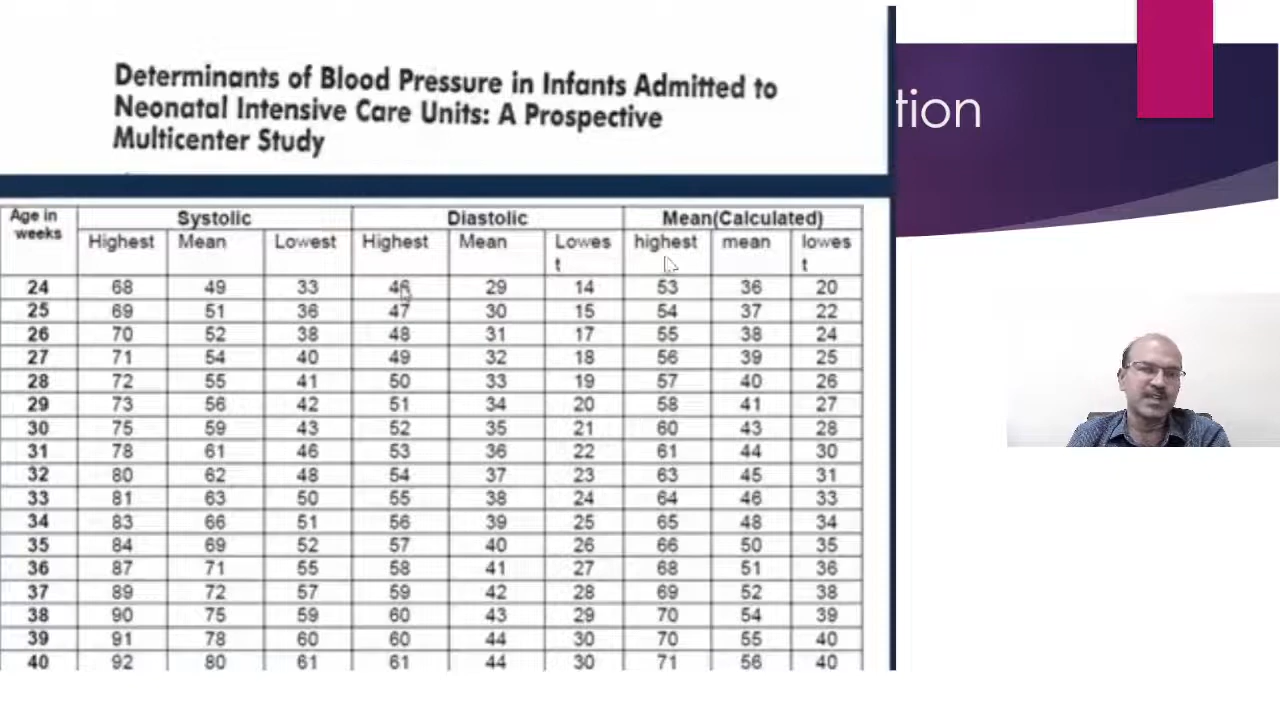 Determinants of Blood Pressure in Infants Admitted to
Neonatal Intensive Care Units: A Prospective
Multicenter Study
tion
Age in weeks Systolic Diastolic Mean(Calculated)
Highest Mean Lowest Highest Mean Lowes t highest mean lowes t
24 68 49 33 46 29 14 53 36 20
25 69 51 36 47 30 15 54 37 22
26 70 52 38 48 31 17 55 38 24
27 71 54 40 49 32 18 56 39 25
28 72 55 41 50 33 19 57 40 26
29 73 56 42 51 34 20 58 41 27
30 75 59 43 52 35 21 60 43 28
31 78 61 46 53 36 22 61 44 30
32 80 62 48 54 37 23 63 45 31
33 81 63 50 55 38 24 64 46 33
34 83 66 51 56 39 25 65 48 34
35 84 69 52 57 40 26 66 50 35
36 87 71 55 58 41 27 68 51 36
37 89 72 57 59 42 28 69 52 38
38 90 75 59 60 43 29 70 54 39
39 91 78 60 60 44 30 70 55 40
40 92 80 61 61 44 30 71 56 40